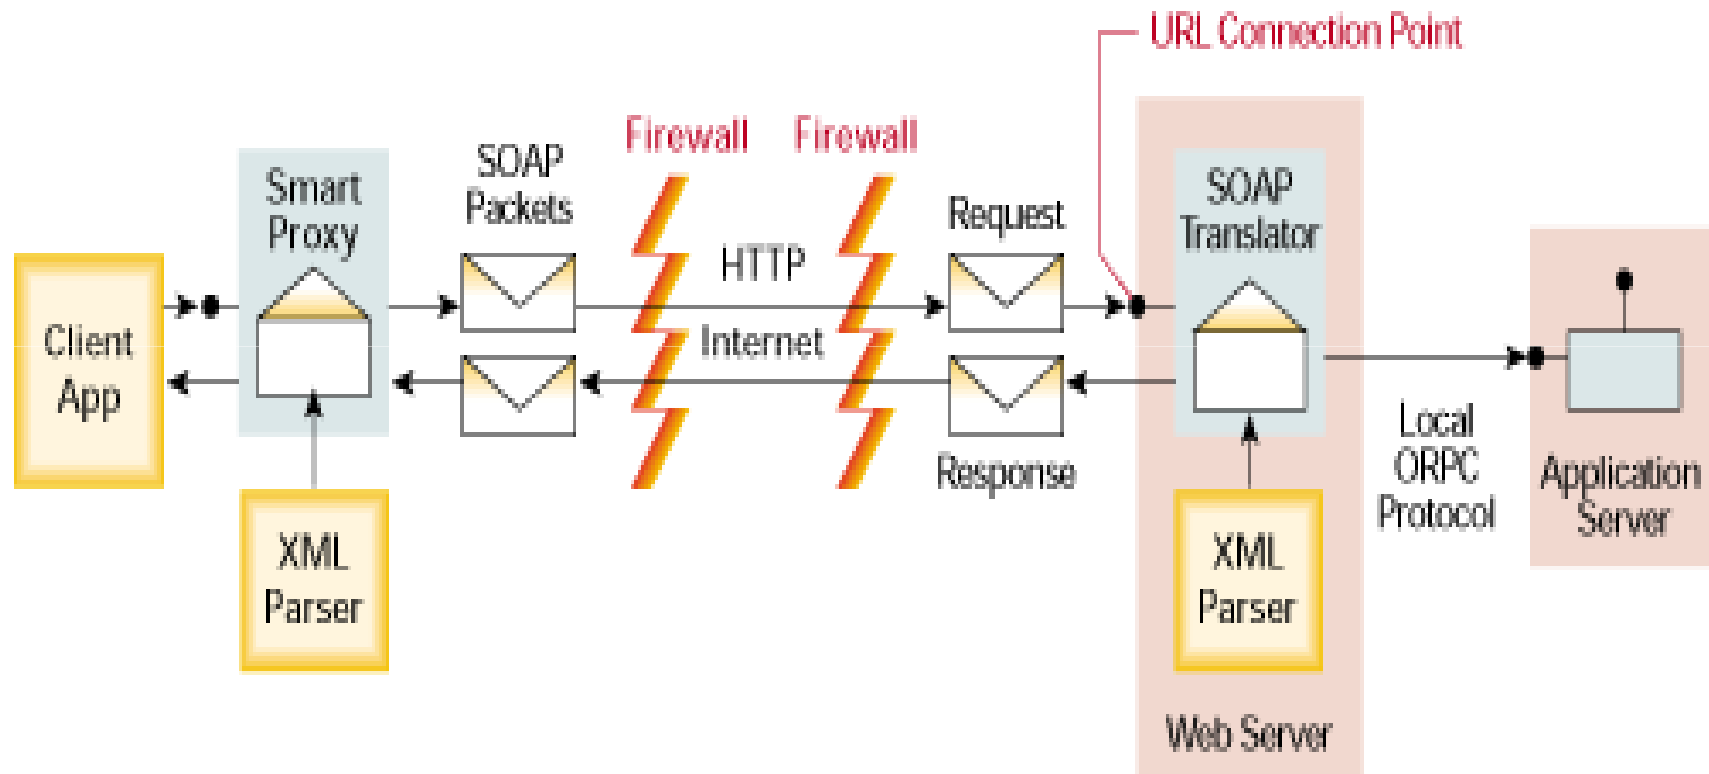 URL Connection Point
Firewall
Firewall
SOAP
Packets
Smart
Proxy
Request
SOAP
Translator
HTTP
Internet
Client
App
Response
Local
ORPC
Protocol
Application
Server
XML
Parser
XML
Parser
Web Server